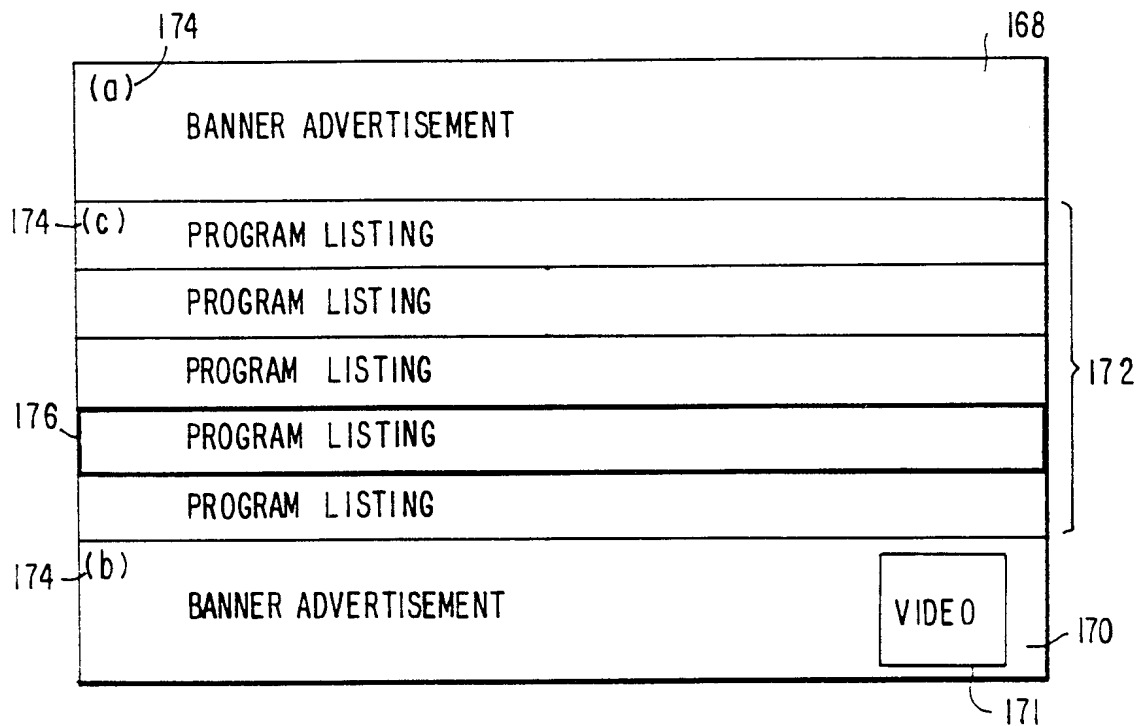 174
168
(a)
BANNER ADVERTISEMENT
174 (c) PROGRAM LISTING
PROGRAM LISTING
PROGRAM LISTING
172
176 PROGRAM LISTING
PROGRAM LISTING
174 (b)
BANNER ADVERTISEMENT
VIDEO
170
171